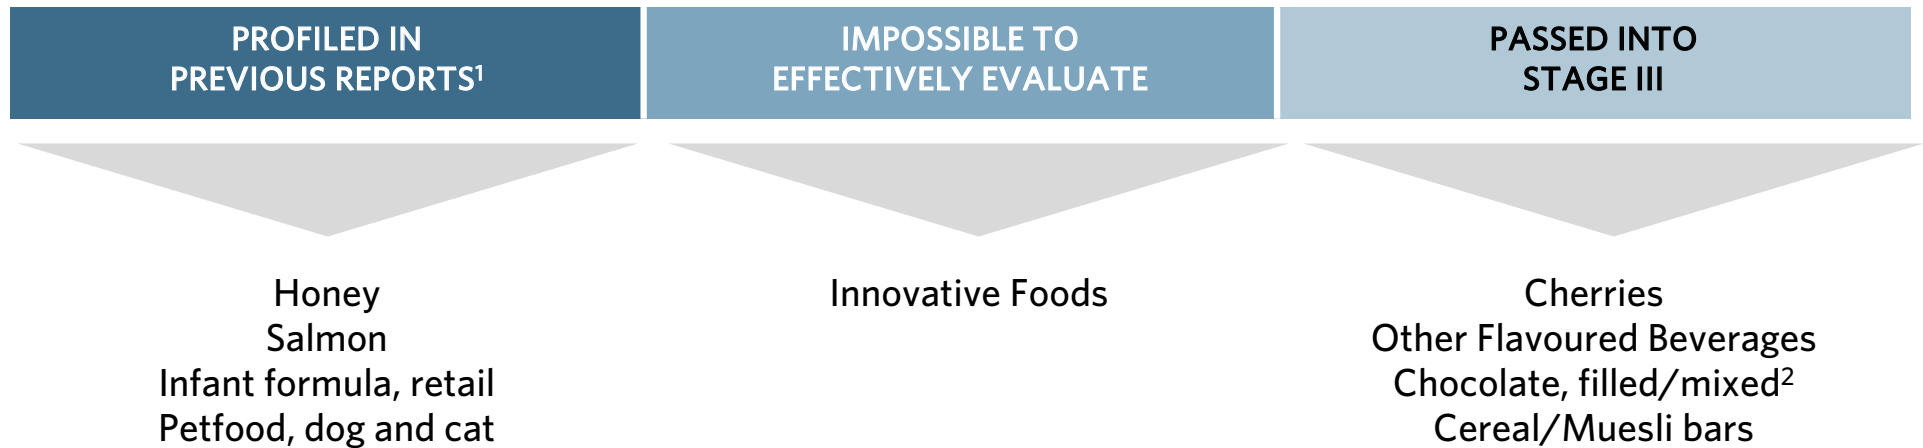 PROFILED IN
PREVIOUS REPORTS¹
IMPOSSIBLE TO
EFFECTIVELY EVALUATE
PASSED INTO
STAGE III
Honey
Salmon
Infant formula, retail
Petfood, dog and cat
Innovative Foods
Cherries
Other Flavoured Beverages
Chocolate, filled/mixed²
Cereal/Muesli bars